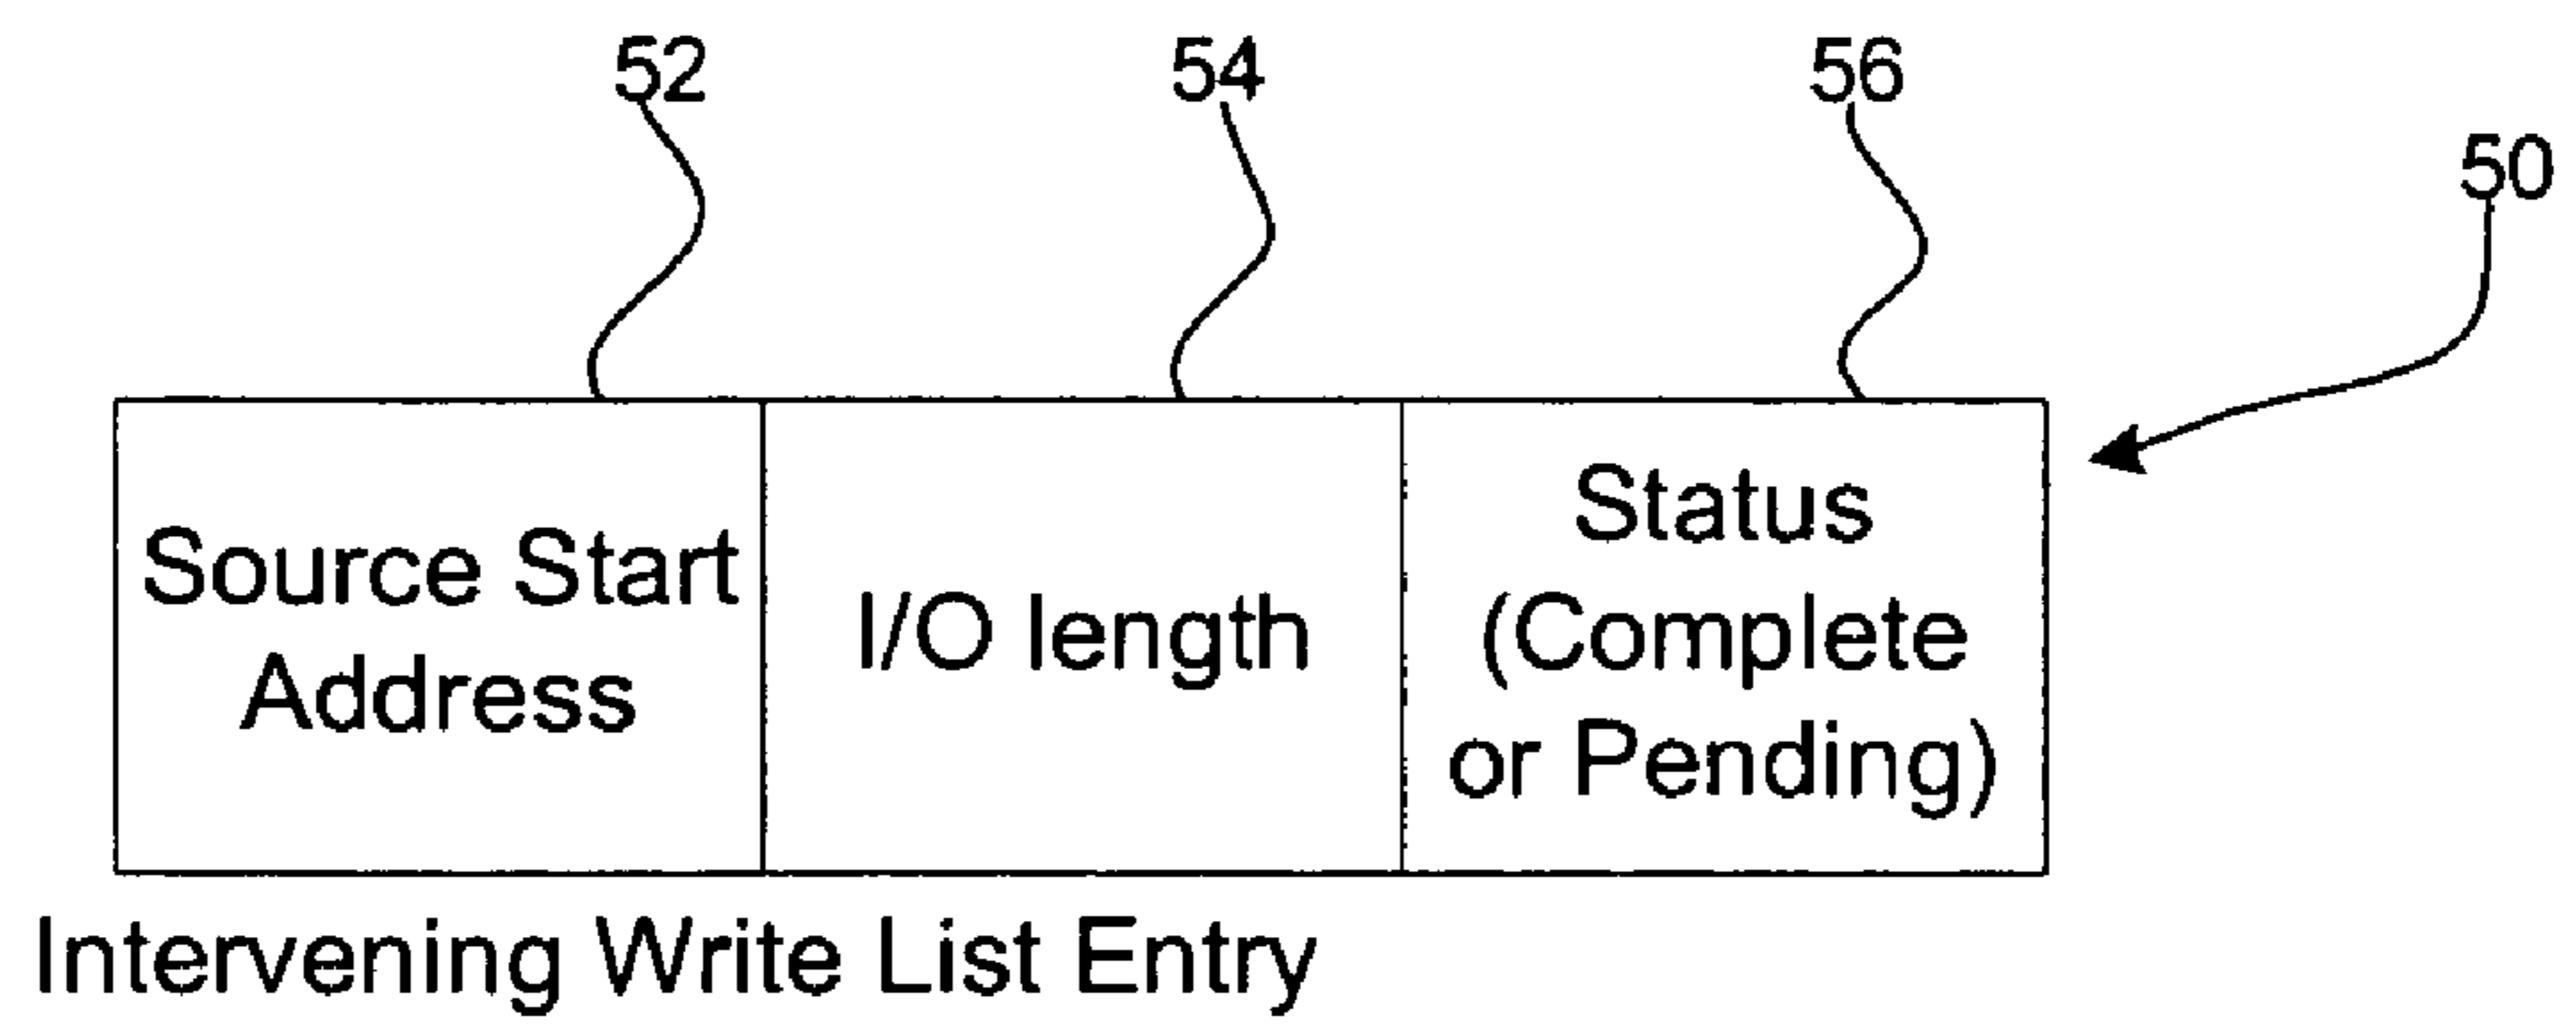 52
54
56
50
Source Start
Address
I/O length
Status
(Complete
or Pending)
Intervening Write List Entry